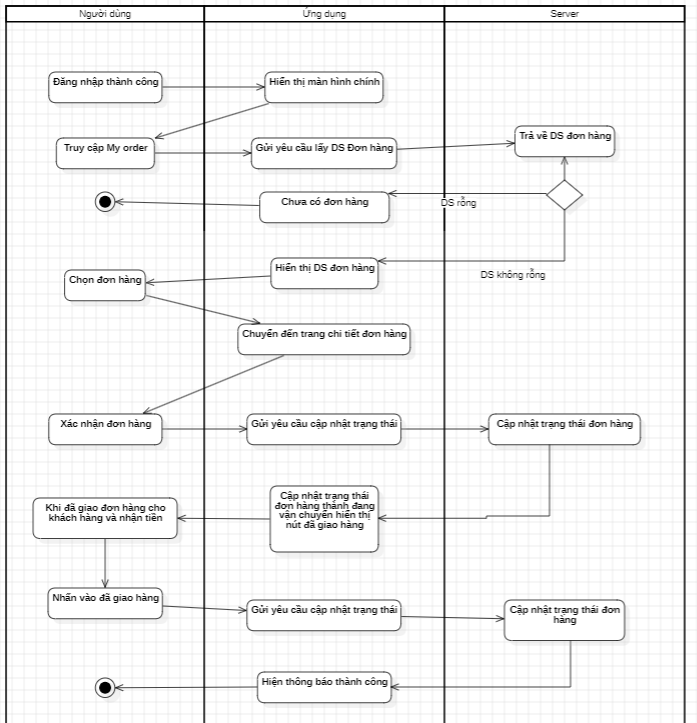 Người dùng
Ứng dụng
Server
Đăng nhập thành công
Hiển thị màn hình chính
Truy cập My order
Gửi yêu cầu lấy DS Đơn hàng
Trả về DS đơn hàng
Chưa có đơn hàng
DS rỗng
Hiển thị DS đơn hàng
DS không rỗng
Chọn đơn hàng
Chuyển đến trang chi tiết đơn hàng
Xác nhận đơn hàng
Gửi yêu cầu cập nhật trạng thái
Cập nhật trạng thái đơn hàng
Khi đã giao đơn hàng cho
khách hàng và nhận tiền
Cập nhật trạng thái
đơn hàng thành đang
vận chuyển hiển thị
nút đã giao hàng
Nhấn vào đã giao hàng
Gửi yêu cầu cập nhật trạng thái
Cập nhật trạng thái đơn
hàng
Hiện thông báo thành công